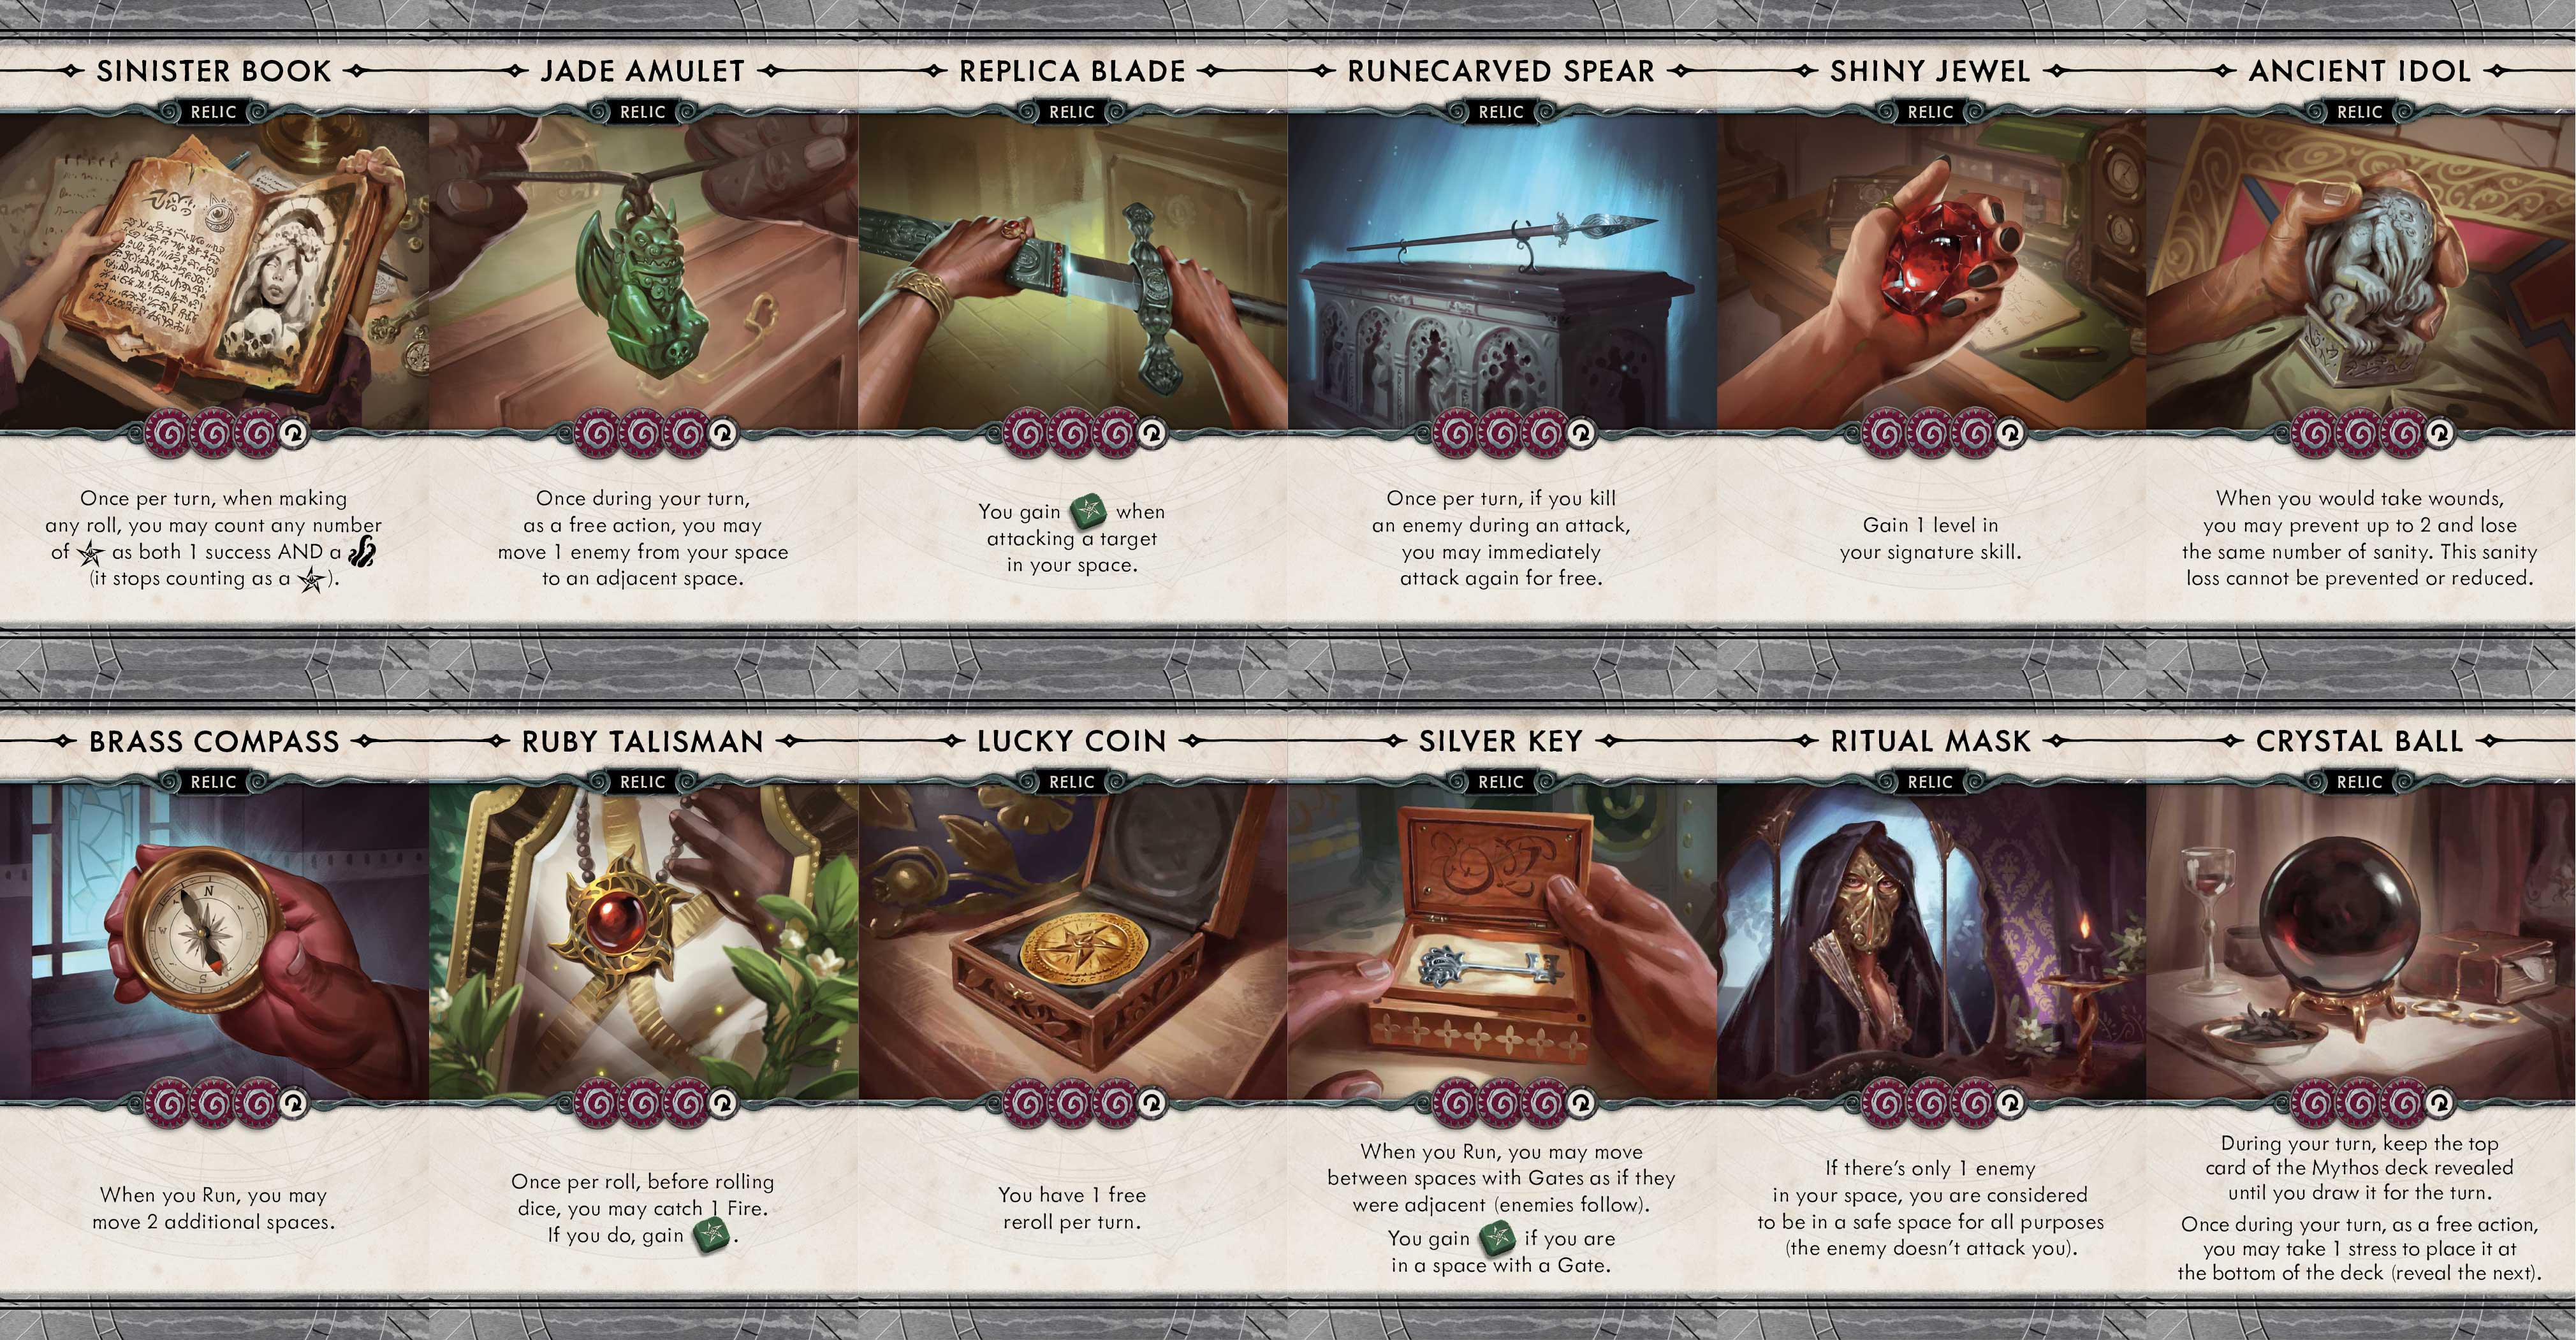 SINISTER BOOK
RELIC
Once per turn, when making
any roll, you may count any number
of as both 1 success AND a
(it stops counting as a ).
JADE AMULET
RELIC
Once during your turn,
as a free action, you may
move 1 enemy from your space
to an adjacent space.
REPLICA BLADE
RELIC
You gain when
attacking a target
in your space.
RUNECARVED SPEAR
RELIC
Once per turn, if you kill
an enemy during an attack,
you may immediately
attack again for free.
SHINY JEWEL
RELIC
Gain 1 level in
your signature skill.
ANCIENT IDOL
RELIC
When you would take wounds,
you may prevent up to 2 and lose
the same number of sanity. This sanity
loss cannot be prevented or reduced.
BRASS COMPASS
RELIC
N
S
W
When you Run, you may
move 2 additional spaces.
RUBY TALISMAN
RELIC
Once per roll, before rolling
dice, you may catch 1 Fire.
If you do, gain .
LUCKY COIN
RELIC
You have 1 free
reroll per turn.
SILVER KEY
RELIC
When you Run, you may move
between spaces with Gates as if they
were adjacent (enemies follow).
You gain if you are
in a space with a Gate.
RITUAL MASK
RELIC
If there's only 1 enemy
in your space, you are considered
to be in a safe space for all purposes
(the enemy doesn't attack you).
CRYSTAL BALL
RELIC
During your turn, keep the top
card of the Mythos deck revealed
until you draw it for the turn.
Once during your turn, as a free action,
you may take 1 stress to place it at
the bottom of the deck (reveal the next).